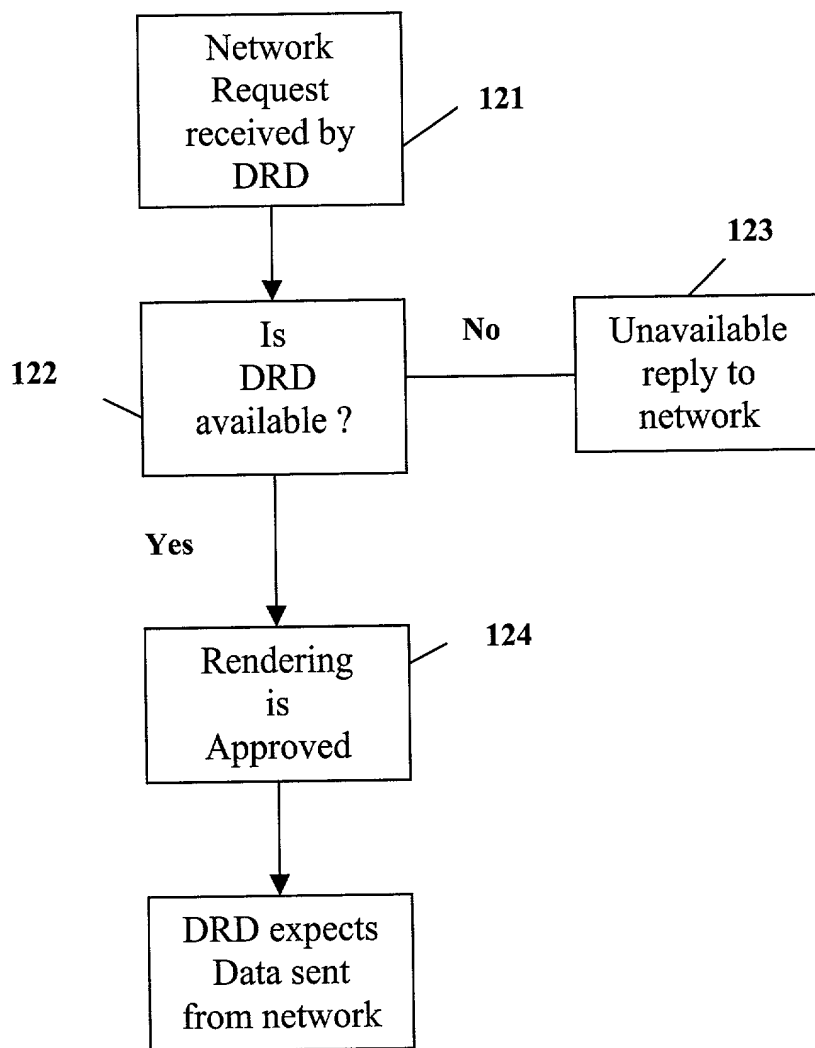 Network
Request
received by
DRD
121
123
Is
DRD
available ?
122
No
Unavailable
reply to
network
Yes
124
Rendering
is
Approved
DRD expects
Data sent
from network